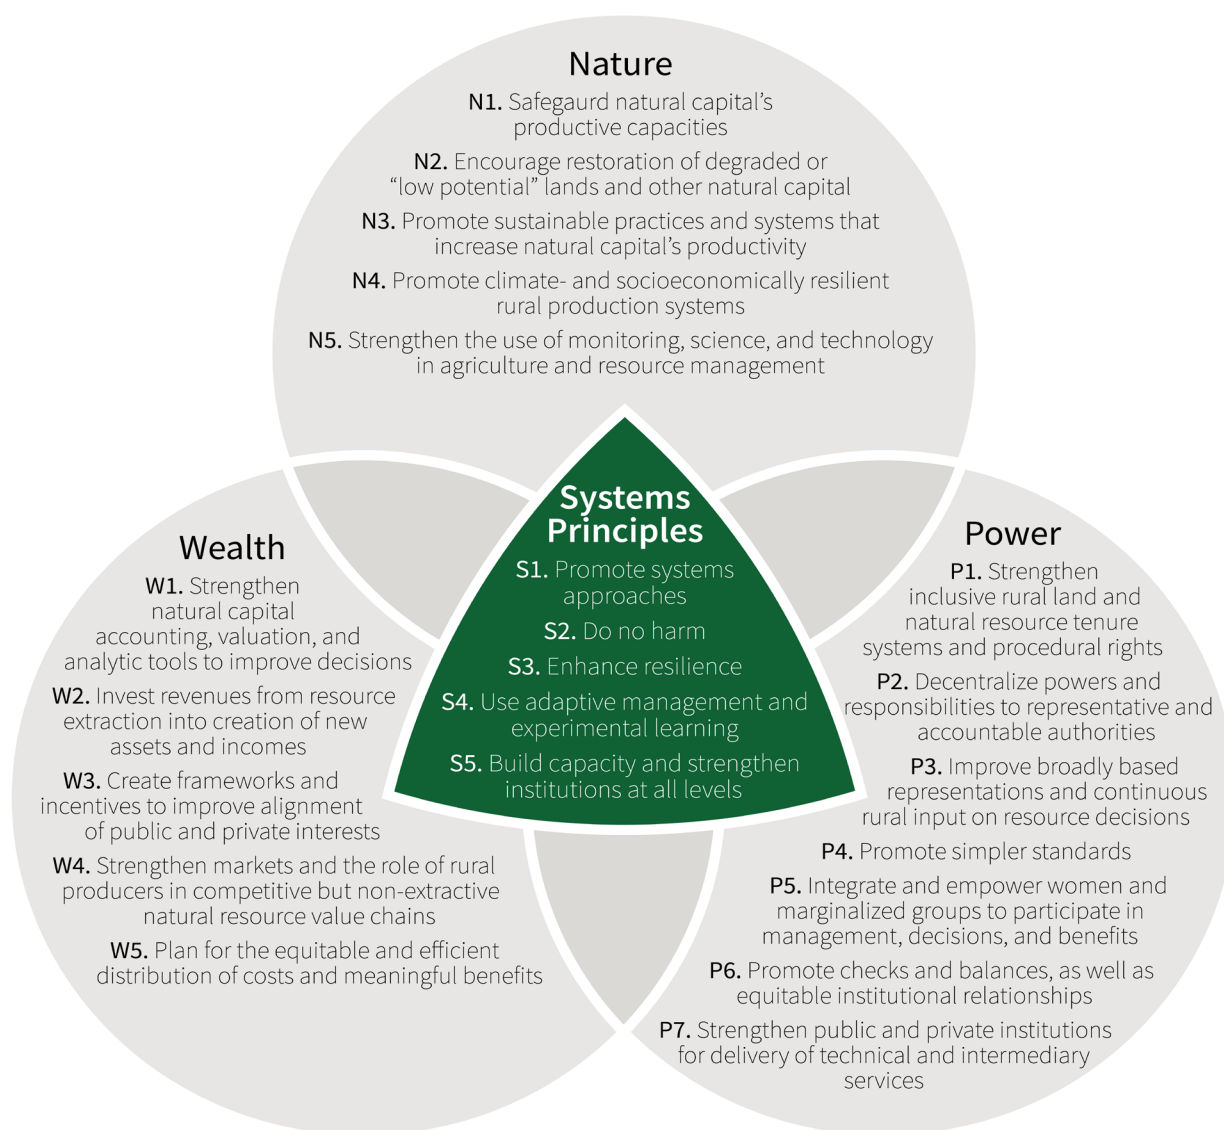 Nature
N1. Safegaurd natural capital’s
productive capacities
N2. Encourage restoration of degraded or
“low potential” lands and other natural capital
N3. Promote sustainable practices and systems that
increase natural capital’s productivity
N4. Promote climate- and socioeconomically resilient
rural production systems
N5. Strengthen the use of monitoring, science, and technology
in agriculture and resource management
Systems
Principles
S1. Promote systems
approaches
S2. Do no harm
S3. Enhance resilience
S4. Use adaptive management and
experimental learning
S5. Build capacity and strengthen
institutions at all levels
Wealth
W1. Strengthen
natural capital
accounting, valuation, and
analytic tools to improve decisions
W2. Invest revenues from resource
extraction into creation of new
assets and incomes
W3. Create frameworks and
incentives to improve alignment
of public and private interests
W4. Strengthen markets and the role of rural
producers in competitive but non-extractive
natural resource value chains
W5. Plan for the equitable and efficient
distribution of costs and meaningful benefits
Power
P1. Strengthen
inclusive rural land and
natural resource tenure
systems and procedural rights
P2. Decentralize powers and
responsibilities to representative and
accountable authorities
P3. Improve broadly based
representations and continuous
rural input on resource decisions
P4. Promote simpler standards
P5. Integrate and empower women and
marginalized groups to participate in
management, decisions, and benefits
P6. Promote checks and balances, as well as
equitable institutional relationships
P7. Strengthen public and private institutions
for delivery of technical and intermediary
services